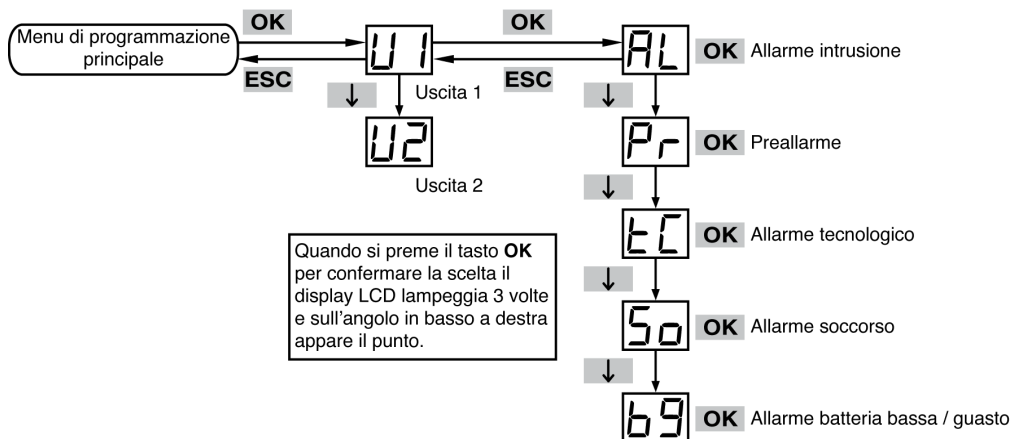 OK OK
Menu di programmazione
principale
U1
AL OK Allarme intrusione
ESC ESC
↓ Uscita 1 ↓
U2
Pr OK Preallarme
Uscita 2
↓
tC OK Allarme tecnologico
Quando si preme il tasto OK
per confermare la scelta il
display LCD lampeggia 3 volte
e sull'angolo in basso a destra
appare il punto.
↓
So OK Allarme soccorso
↓
b9 OK Allarme batteria bassa / guasto